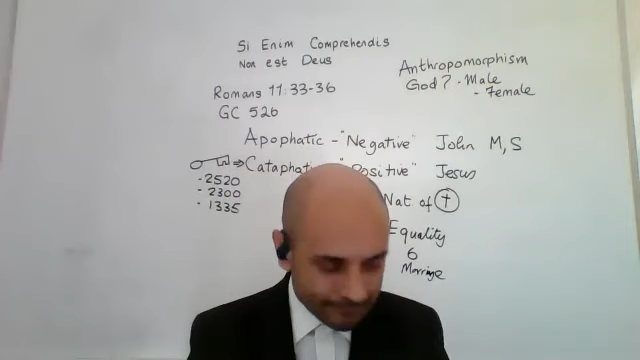 Si Enim Comprehendis
Non est Deus
Romans 11:33-36
GC 526
Anthropomorphism
God? - Male
- Female
Apophatic - "Negative" John M, S
⇒ Cataphatic "Positive" Jesus
- 2520
- 2300
- 1335
Nat. of †
Equality
6
Marriage